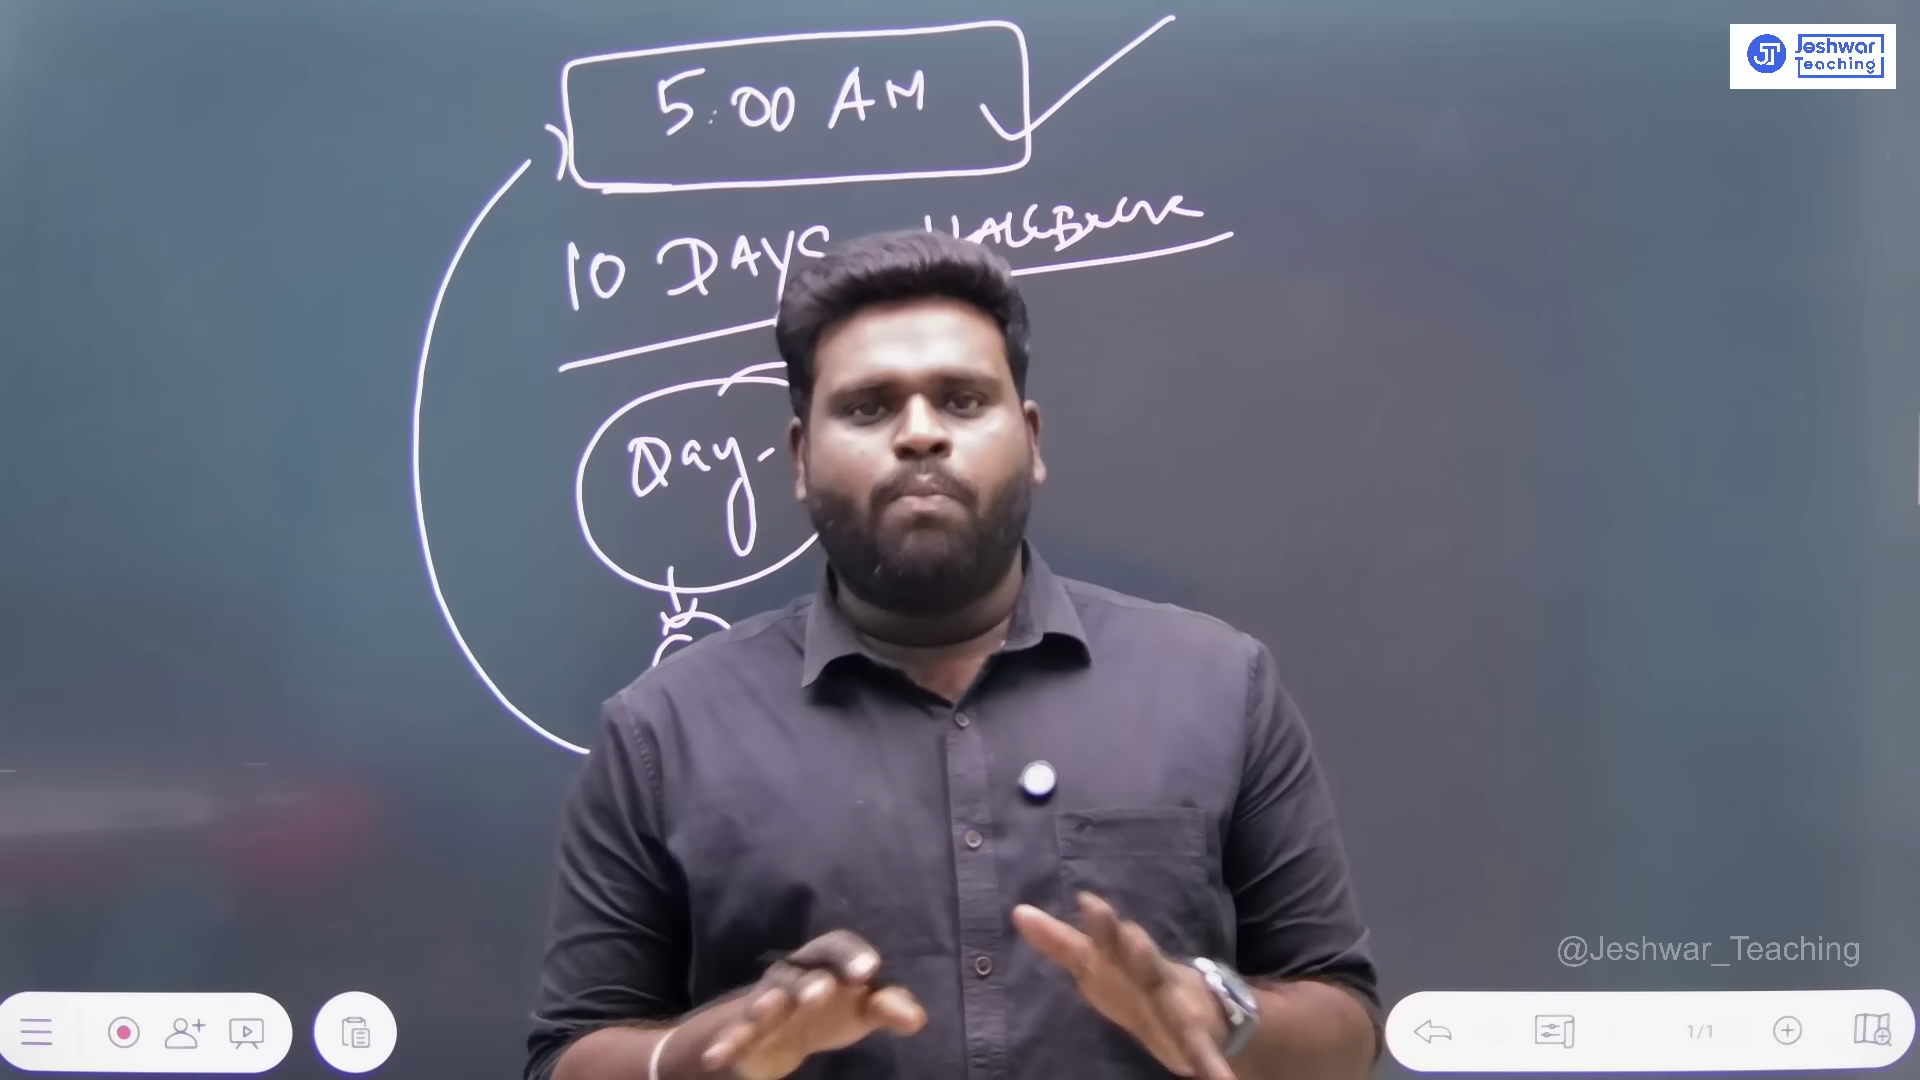 Jeshwar
Teaching
5:00 AM
10 DAYS
Day-
@Jeshwar_Teaching
1/1